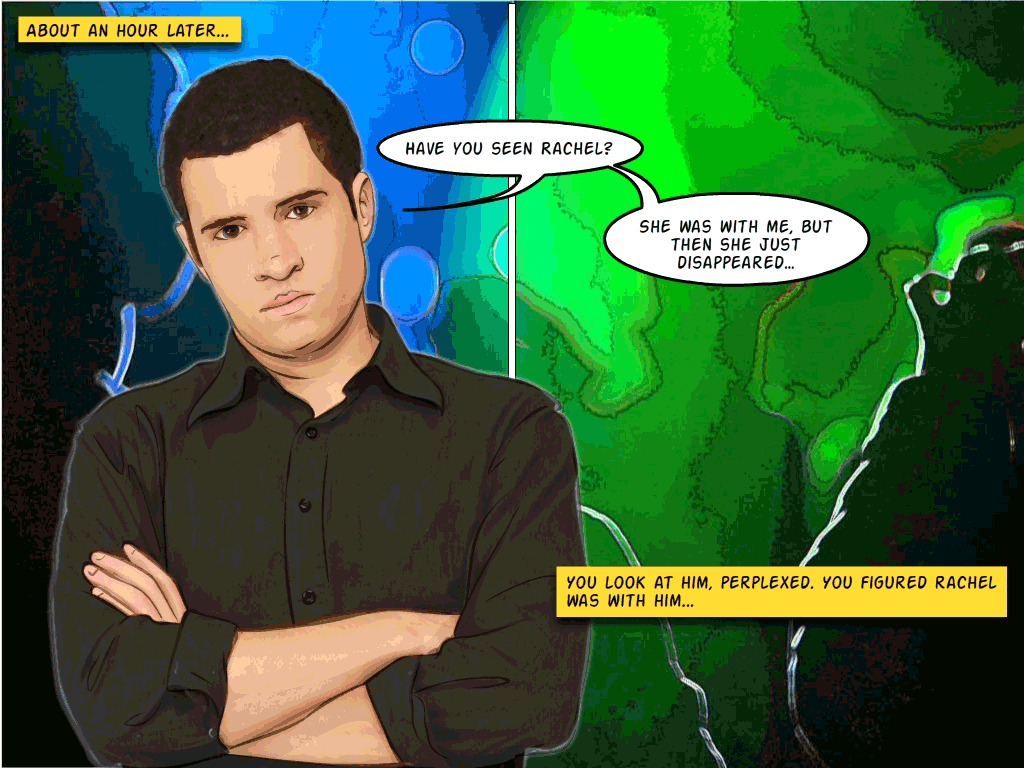 ABOUT AN HOUR LATER...
HAVE YOU SEEN RACHEL?
SHE WAS WITH ME, BUT
THEN SHE JUST
DISAPPEARED...
YOU LOOK AT HIM, PERPLEXED. YOU FIGURED RACHEL
WAS WITH HIM...